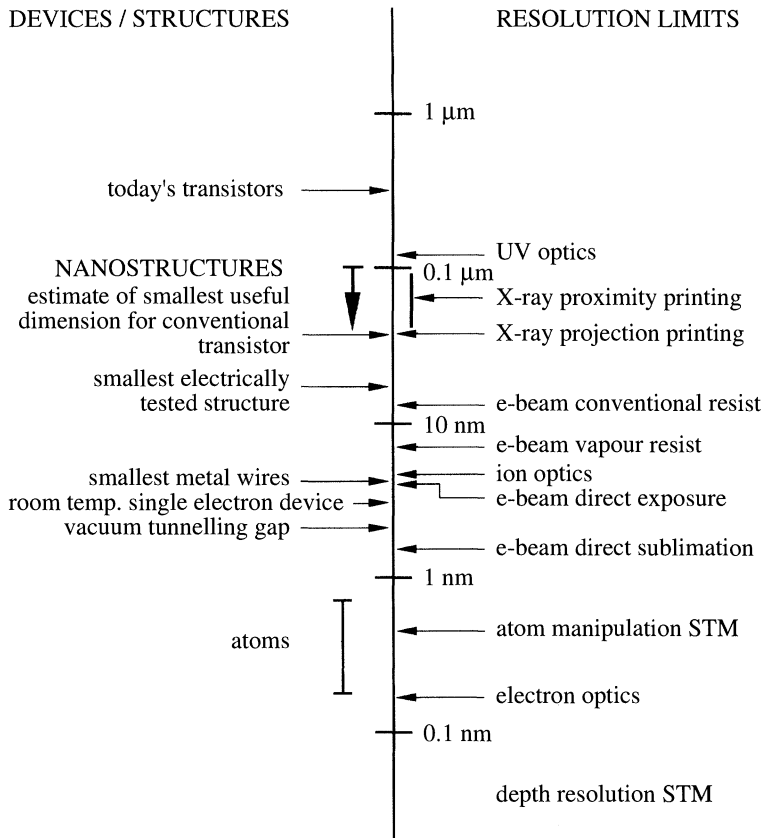 DEVICES / STRUCTURES
RESOLUTION LIMITS
1 μm
today's transistors
UV optics
NANOSTRUCTURES
0.1 μm
estimate of smallest useful
dimension for conventional
transistor
X-ray proximity printing
X-ray projection printing
smallest electrically
tested structure
e-beam conventional resist
10 nm
e-beam vapour resist
smallest metal wires
ion optics
room temp. single electron device
e-beam direct exposure
vacuum tunnelling gap
e-beam direct sublimation
1 nm
atoms
atom manipulation STM
electron optics
0.1 nm
depth resolution STM